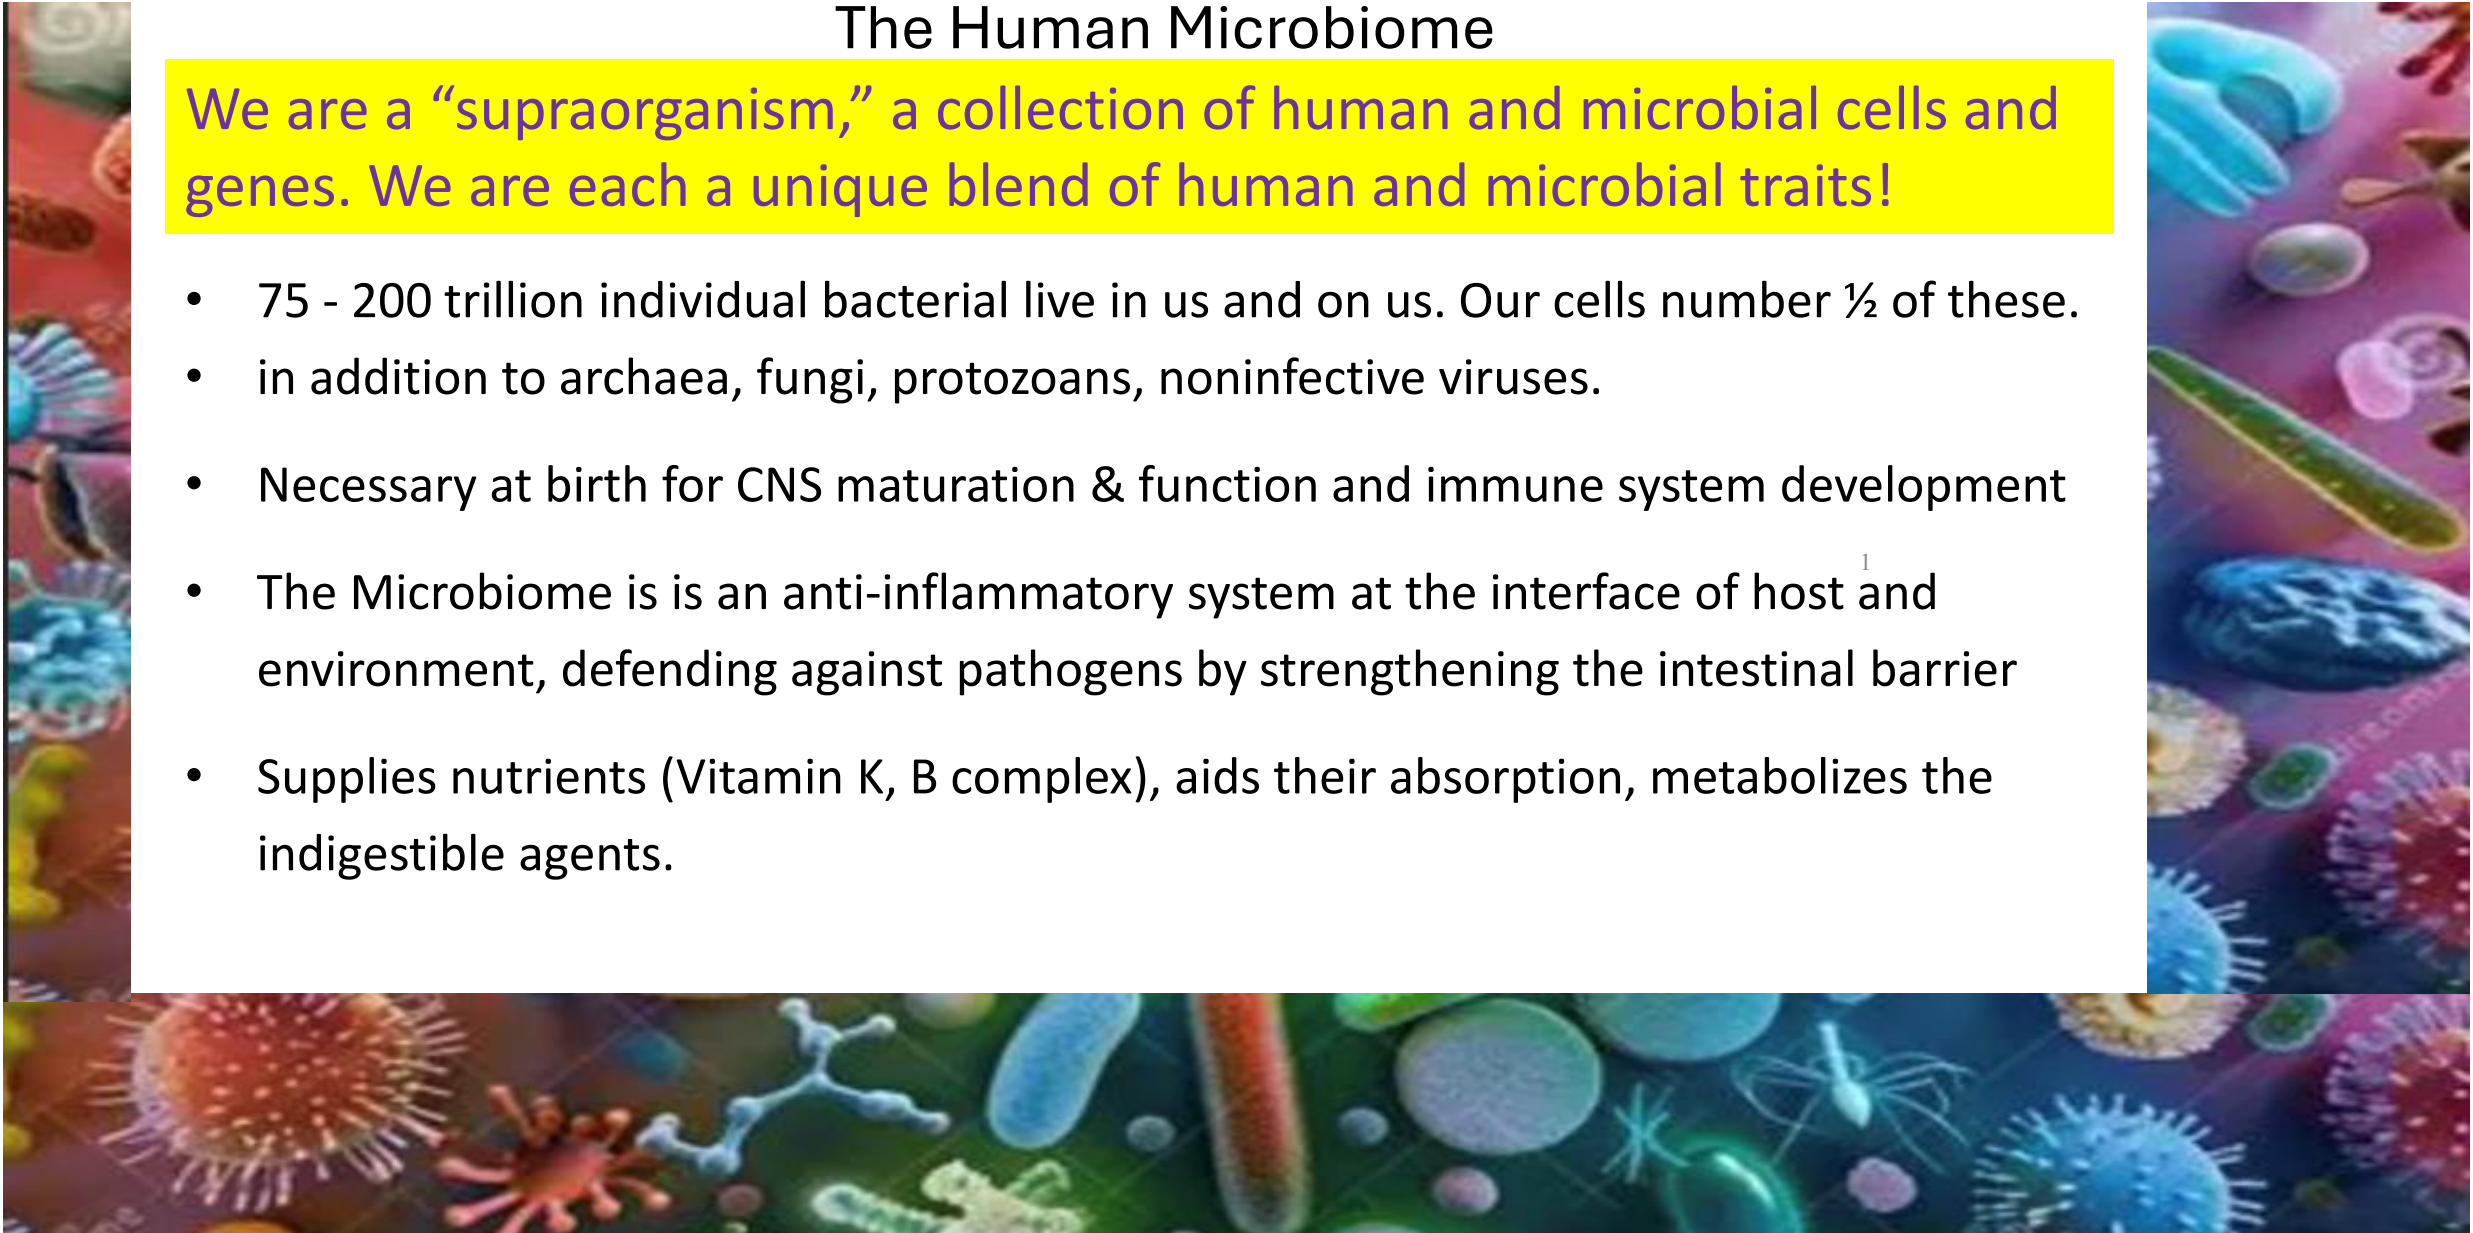 The Human Microbiome
We are a “supraorganism,” a collection of human and microbial cells and
genes. We are each a unique blend of human and microbial traits!
• 75 - 200 trillion individual bacterial live in us and on us. Our cells number ½ of these.
• in addition to archaea, fungi, protozoans, noninfective viruses.
• Necessary at birth for CNS maturation & function and immune system development
1
• The Microbiome is is an anti-inflammatory system at the interface of host and
environment, defending against pathogens by strengthening the intestinal barrier
• Supplies nutrients (Vitamin K, B complex), aids their absorption, metabolizes the
indigestible agents.